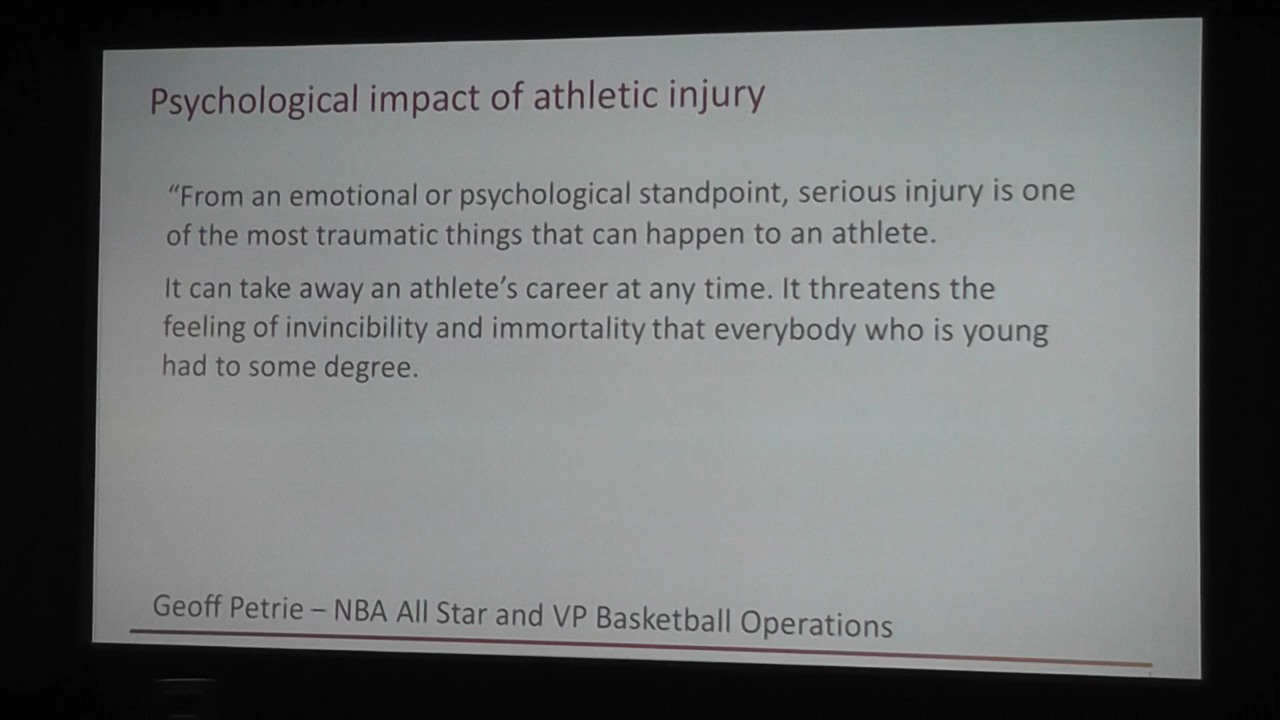 Psychological impact of athletic injury
“From an emotional or psychological standpoint, serious injury is one
of the most traumatic things that can happen to an athlete.
It can take away an athlete’s career at any time. It threatens the
feeling of invincibility and immortality that everybody who is young
had to some degree.
Geoff Petrie – NBA All Star and VP Basketball Operations